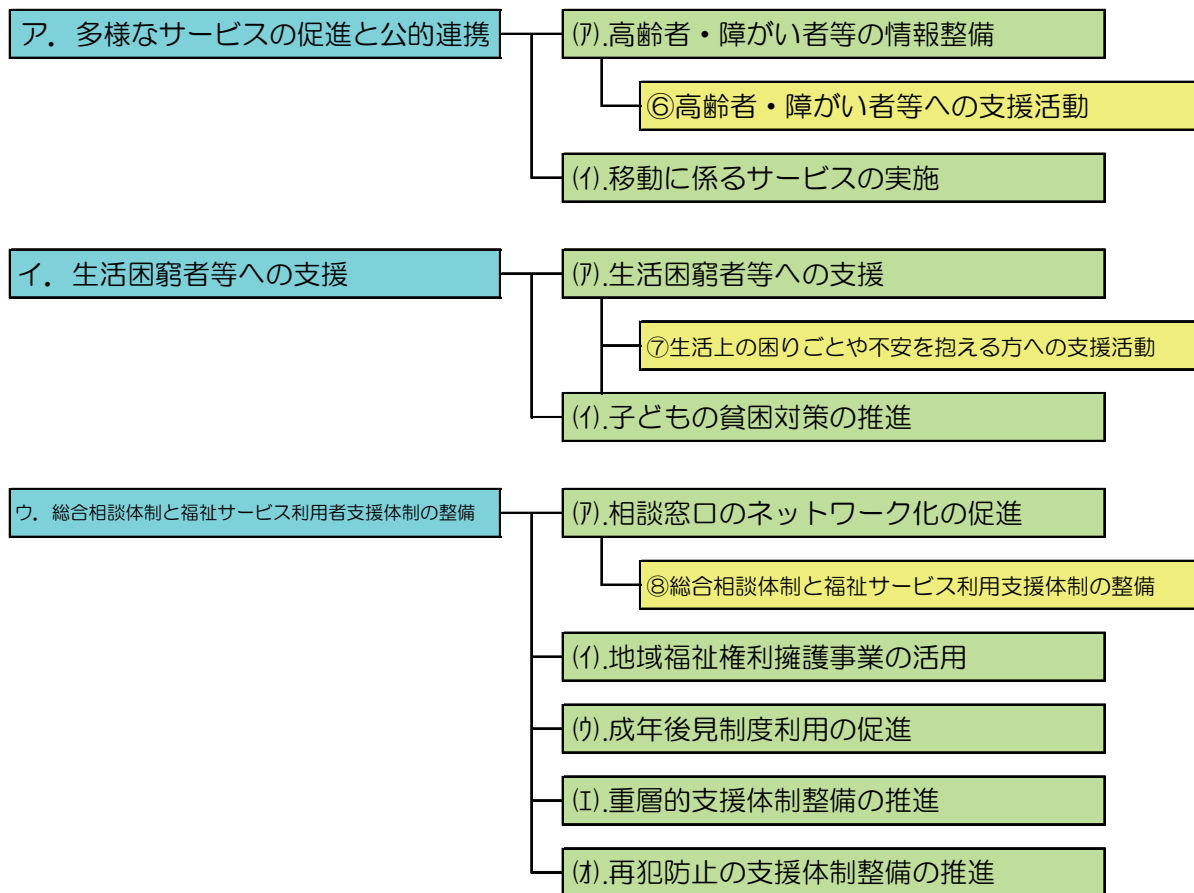 ア．多様なサービスの促進と公的連携
㈠.高齢者・障がい者等の情報整備
⑥高齢者・障がい者等への支援活動
(ｲ).移動に係るサービスの実施
イ．生活困窮者等への支援
(ｱ).生活困窮者等への支援
⑦生活上の困りごとや不安を抱える方への支援活動
(ｲ).子どもの貧困対策の推進
ウ．総合相談体制と福祉サービス利用者支援体制の整備
(ｱ).相談窓口のネットワーク化の促進
⑧総合相談体制と福祉サービス利用支援体制の整備
(ｲ).地域福祉権利擁護事業の活用
(ｳ).成年後見制度利用の促進
(ｴ).重層的支援体制整備の推進
(ｵ).再犯防止の支援体制整備の推進